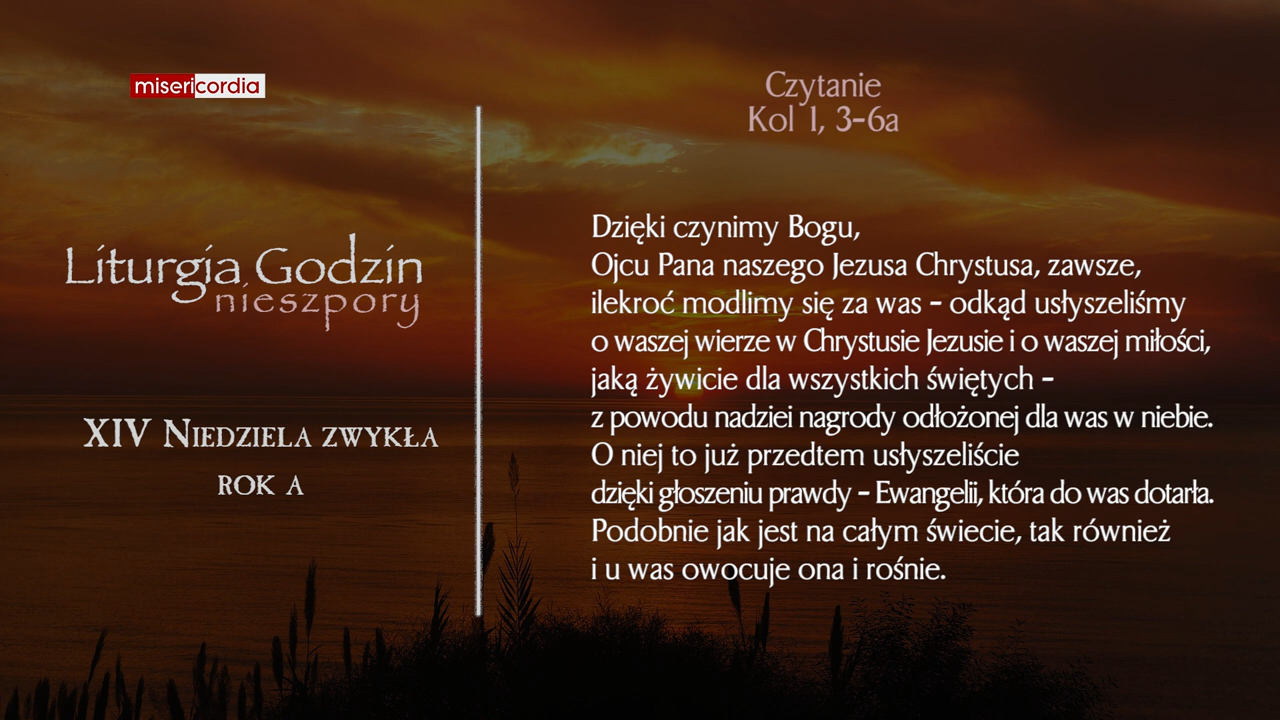 misericordia
Liturgia Godzin
nieszpory
XIV Niedziela zwykła
rok A
Czytanie
Kol 1, 3-6a
Dzięki czynimy Bogu,
Ojcu Pana naszego Jezusa Chrystusa, zawsze,
ilekroć modlimy się za was – odkąd usłyszeliśmy
o waszej wierze w Chrystusie Jezusie i o waszej miłości,
jaką żywicie dla wszystkich świętych –
z powodu nadziei nagrody odłożonej dla was w niebie.
O niej to już przedtem usłyszeliście
dzięki głoszeniu prawdy – Ewangelii, która do was dotarła.
Podobnie jak jest na całym świecie, tak również
i u was owocuje ona i rośnie.